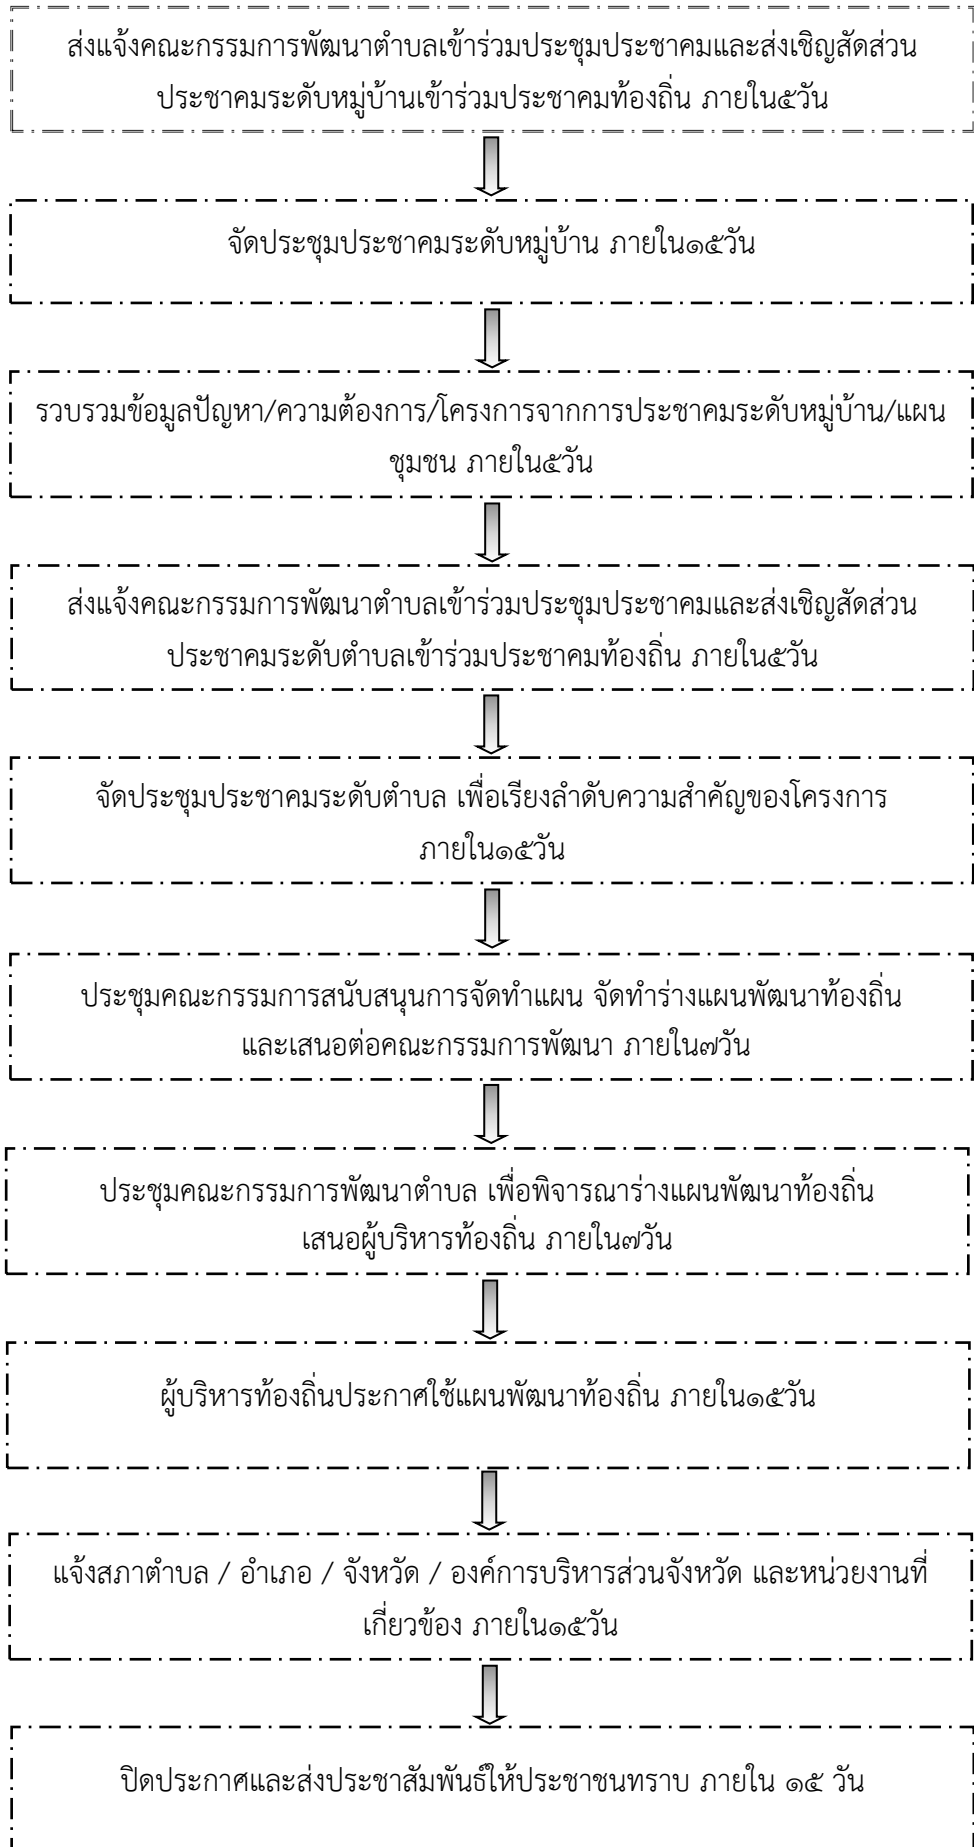 ส่งแจ้งคณะกรรมการพัฒนาตำบลเข้าร่วมประชุมประชาคมและส่งเชิญสัดส่วน
ประชาคมระดับหมู่บ้านเข้าร่วมประชาคมท้องถิ่น ภายใน๕วัน
จัดประชุมประชาคมระดับหมู่บ้าน ภายใน๑๕วัน
รวบรวมข้อมูลปัญหา/ความต้องการ/โครงการจากการประชาคมระดับหมู่บ้าน/แผน
ชุมชน ภายใน๕วัน
ส่งแจ้งคณะกรรมการพัฒนาตำบลเข้าร่วมประชุมประชาคมและส่งเชิญสัดส่วน
ประชาคมระดับตำบลเข้าร่วมประชาคมท้องถิ่น ภายใน๕วัน
จัดประชุมประชาคมระดับตำบล เพื่อเรียงลำดับความสำคัญของโครงการ
ภายใน๑๕วัน
ประชุมคณะกรรมการสนับสนุนการจัดทำแผน จัดทำร่างแผนพัฒนาท้องถิ่น
และเสนอต่อคณะกรรมการพัฒนา ภายใน๗วัน
ประชุมคณะกรรมการพัฒนาตำบล เพื่อพิจารณาร่างแผนพัฒนาท้องถิ่น
เสนอผู้บริหารท้องถิ่น ภายใน๗วัน
ผู้บริหารท้องถิ่นประกาศใช้แผนพัฒนาท้องถิ่น ภายใน๑๕วัน
แจ้งสภาตำบล / อำเภอ / จังหวัด / องค์การบริหารส่วนจังหวัด และหน่วยงานที่
เกี่ยวข้อง ภายใน๑๕วัน
ปิดประกาศและส่งประชาสัมพันธ์ให้ประชาชนทราบ ภายใน ๑๕ วัน